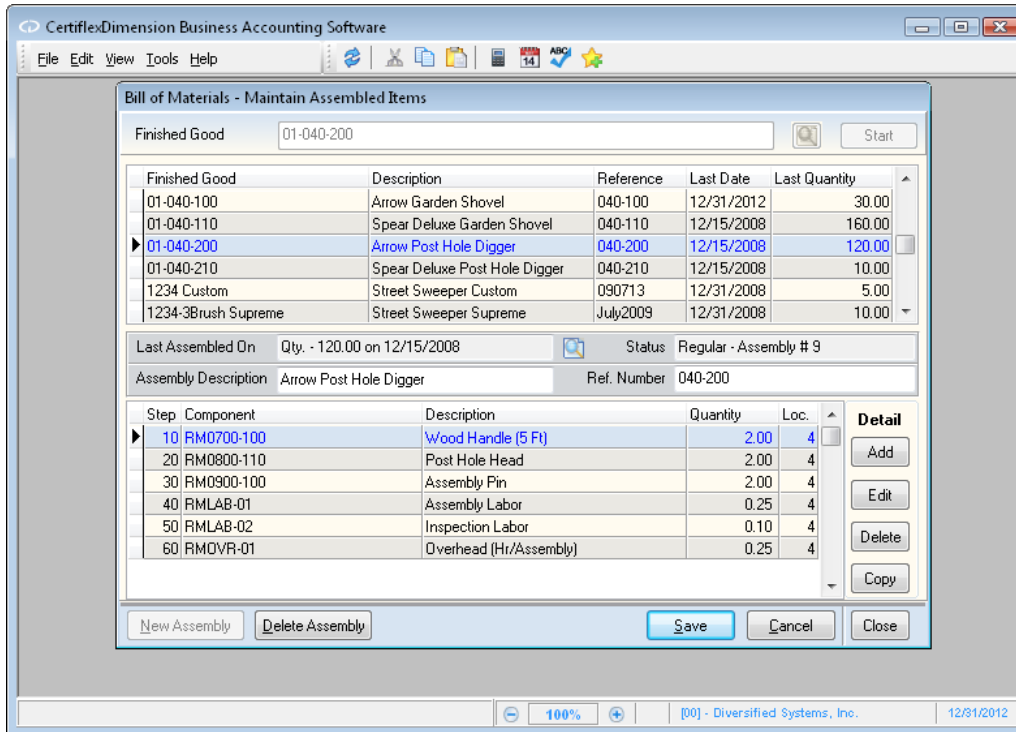 CertiflexDimension Business Accounting Software
File Edit View Tools Help
14 ABC
Bill of Materials - Maintain Assembled Items
Finished Good 01-040-200 Start
Finished Good Description Reference Last Date Last Quantity
01-040-100 Arrow Garden Shovel 040-100 12/31/2012 30.00
01-040-110 Spear Deluxe Garden Shovel 040-110 12/15/2008 160.00
01-040-200 Arrow Post Hole Digger 040-200 12/15/2008 120.00
01-040-210 Spear Deluxe Post Hole Digger 040-210 12/15/2008 10.00
1234 Custom Street Sweeper Custom 090713 12/31/2008 5.00
1234-3Brush Supreme Street Sweeper Supreme July2009 12/31/2008 10.00
Last Assembled On Qty. - 120.00 on 12/15/2008 Status Regular - Assembly # 9
Assembly Description Arrow Post Hole Digger Ref. Number 040-200
Step Component Description Quantity Loc. Detail
10 RM0700-100 Wood Handle (5 Ft) 2.00 4
Add
20 RM0800-110 Post Hole Head 2.00 4
30 RM0900-100 Assembly Pin 2.00 4
Edit
40 RMLAB-01 Assembly Labor 0.25 4
50 RMLAB-02 Inspection Labor 0.10 4
Delete
60 RMOVR-01 Overhead (Hr/Assembly) 0.25 4
Copy
New Assembly Delete Assembly Save Cancel Close
100% [00] - Diversified Systems, Inc. 12/31/2012